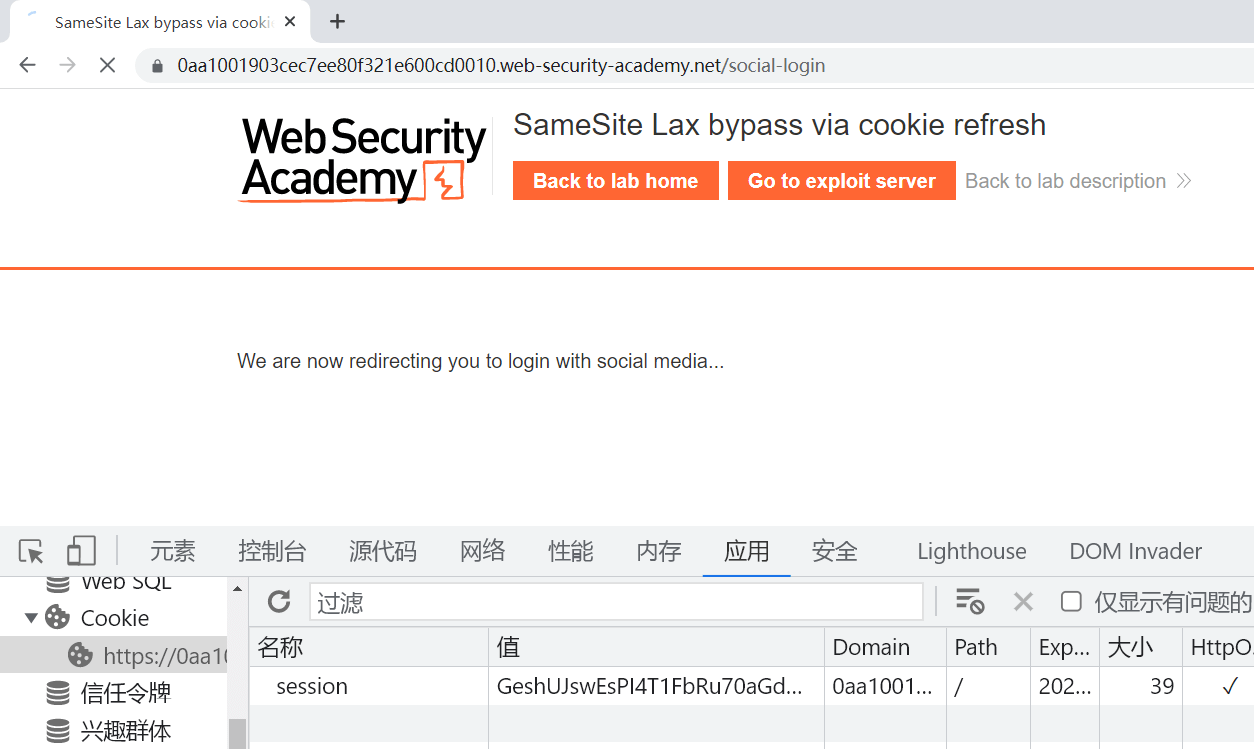 SameSite Lax bypass via cooki
0aa1001903cec7ee80f321e600cd0010.web-security-academy.net/social-login
WebSecurity
Academy
SameSite Lax bypass via cookie refresh
Back to lab home
Go to exploit server
Back to lab description
We are now redirecting you to login with social media...
元素 控制台 源代码 网络 性能 内存 应用 安全 Lighthouse DOM Invader
Web SQL
Cookie
https://0aa10
信任令牌
兴趣群体
过滤
仅显示有问题的
名称 值 Domain Path Exp... 大小 HttpO.
session GeshUJswEsPI4T1FbRu70aGd... 0aa1001... / 202... 39 ✓